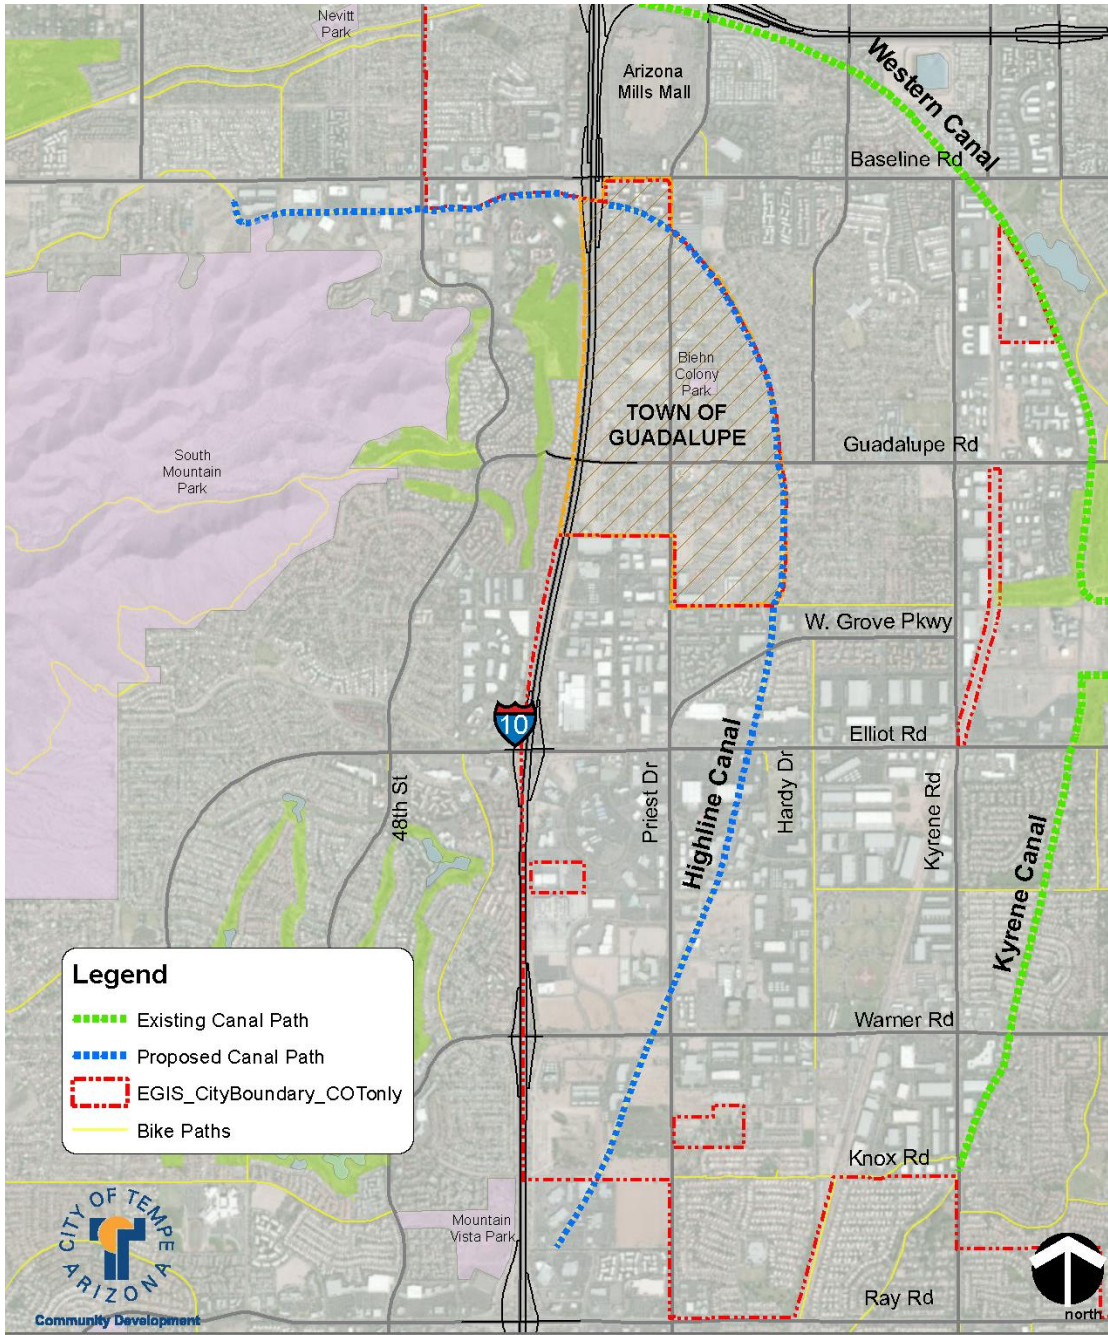 Nevitt
Park
Arizona
Mills Mall
Western Canal
Baseline Rd
Biehn
Colony
Park
TOWN OF
GUADALUPE
Guadalupe Rd
South
Mountain
Park
W. Grove Pkwy
10
Elliot Rd
48th St
Priest Dr
Highline Canal
Hardy Dr
Kyrene Rd
Kyrene Canal
Legend
Existing Canal Path
Proposed Canal Path
EGIS_CityBoundary_COTonly
Bike Paths
Warner Rd
Knox Rd
Mountain
Vista Park
Ray Rd
CITY OF TEMPE
ARIZONA
Community Development
north